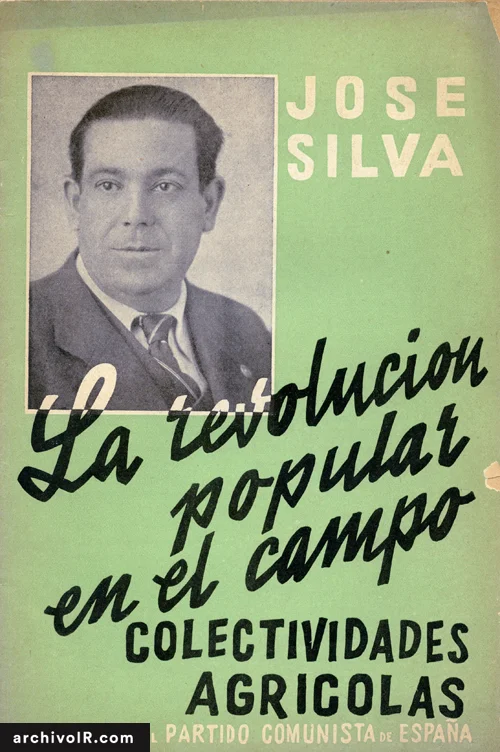 JOSE
SILVA
La revolucion
popular
en el campo
COLECTIVIDADES
AGRICOLAS
PARTIDO COMUNISTA DE ESPAÑA
archivoIR.com